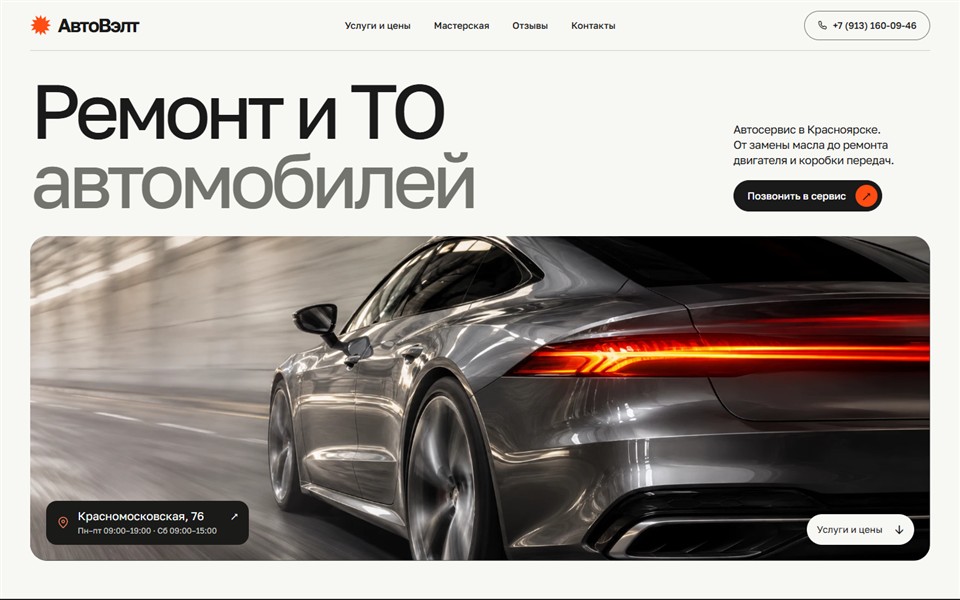 АвтоВэлт
Услуги и цены
Мастерская
Отзывы
Контакты
+7 (913) 160-09-46
Ремонт и ТО
автомобилей
Автосервис в Красноярске.
От замены масла до ремонта
двигателя и коробки передач.
Позвонить в сервис
Красномосковская, 76
Пн–пт 09:00–19:00 · Сб 09:00–15:00
Услуги и цены